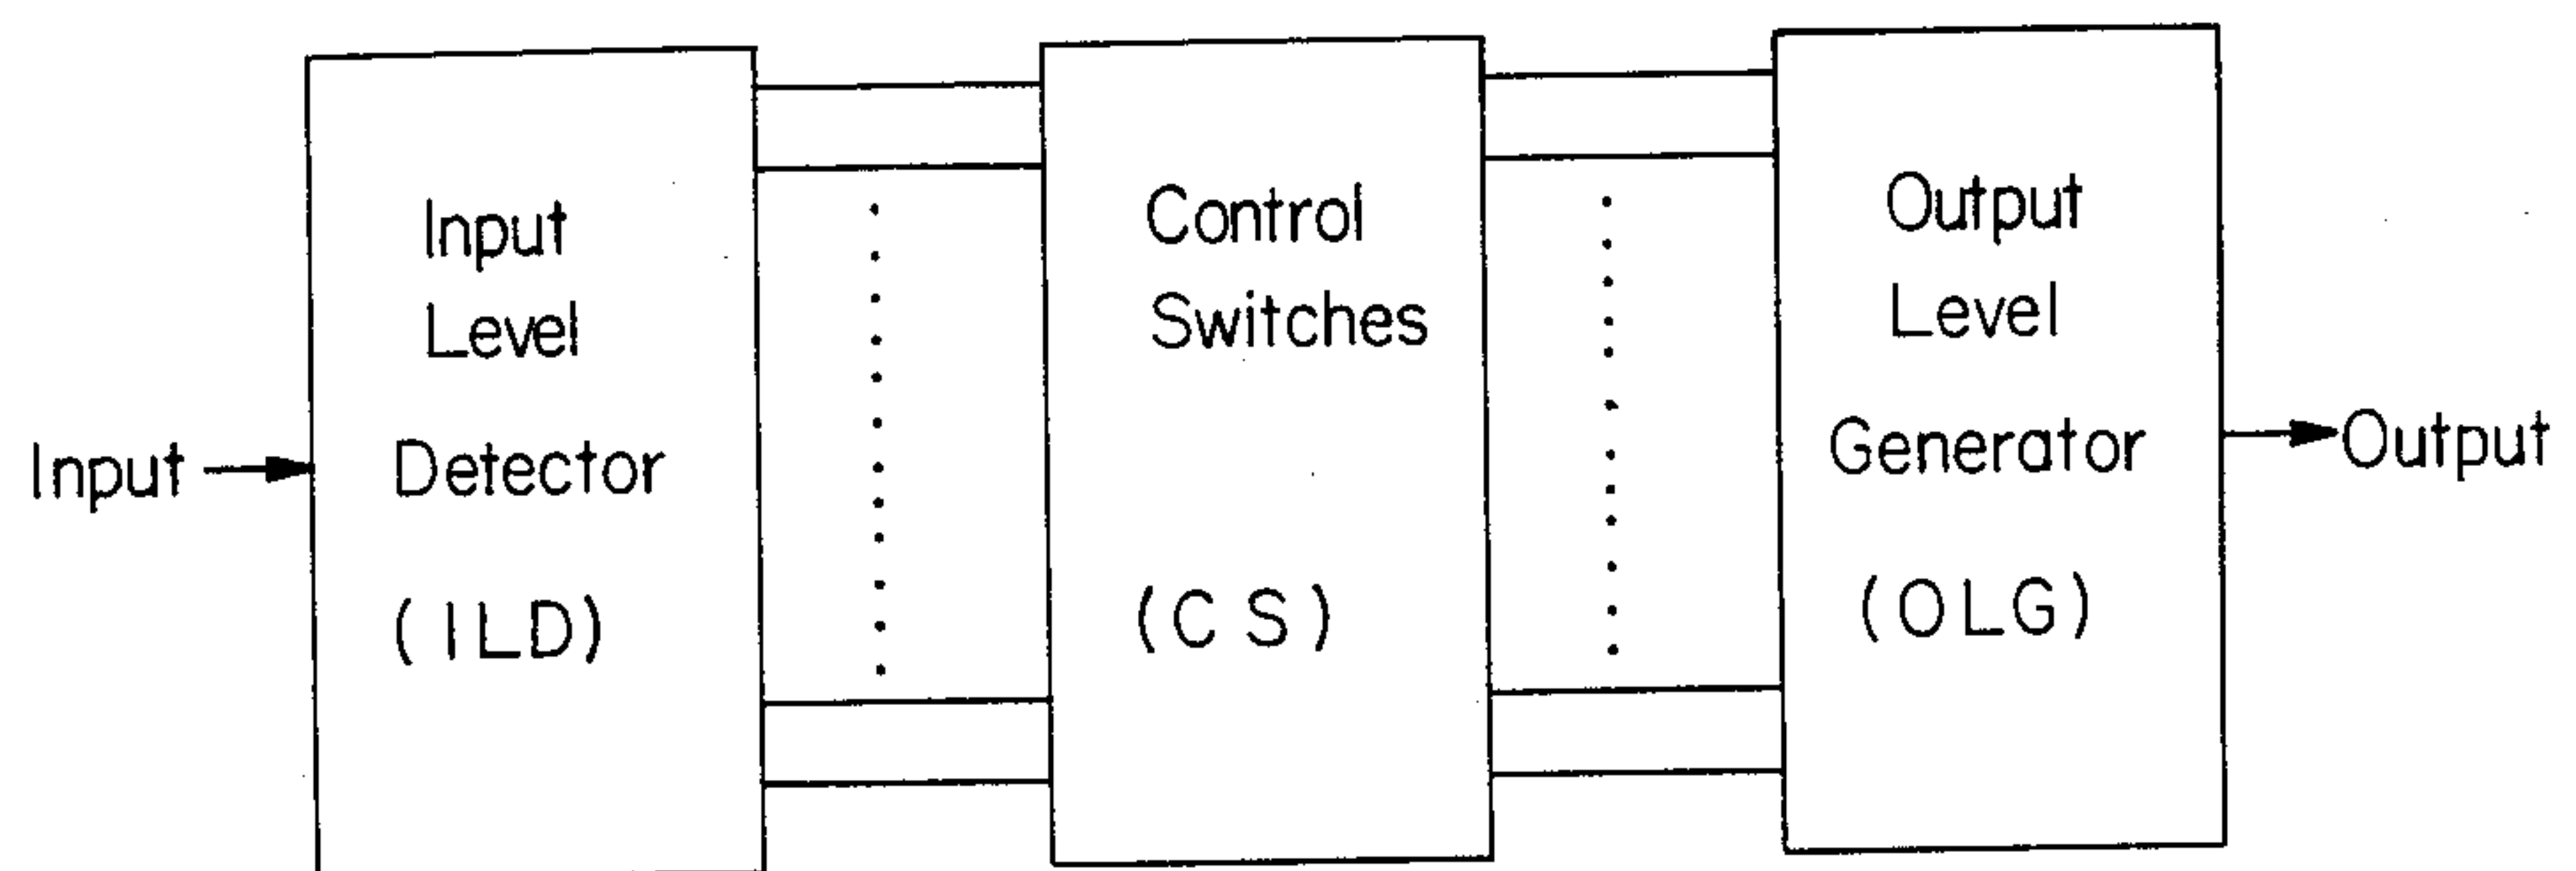 Input
Input
Level
Detector
(ILD)
Control
Switches
(CS)
Output
Level
Generator
(OLG)
Output